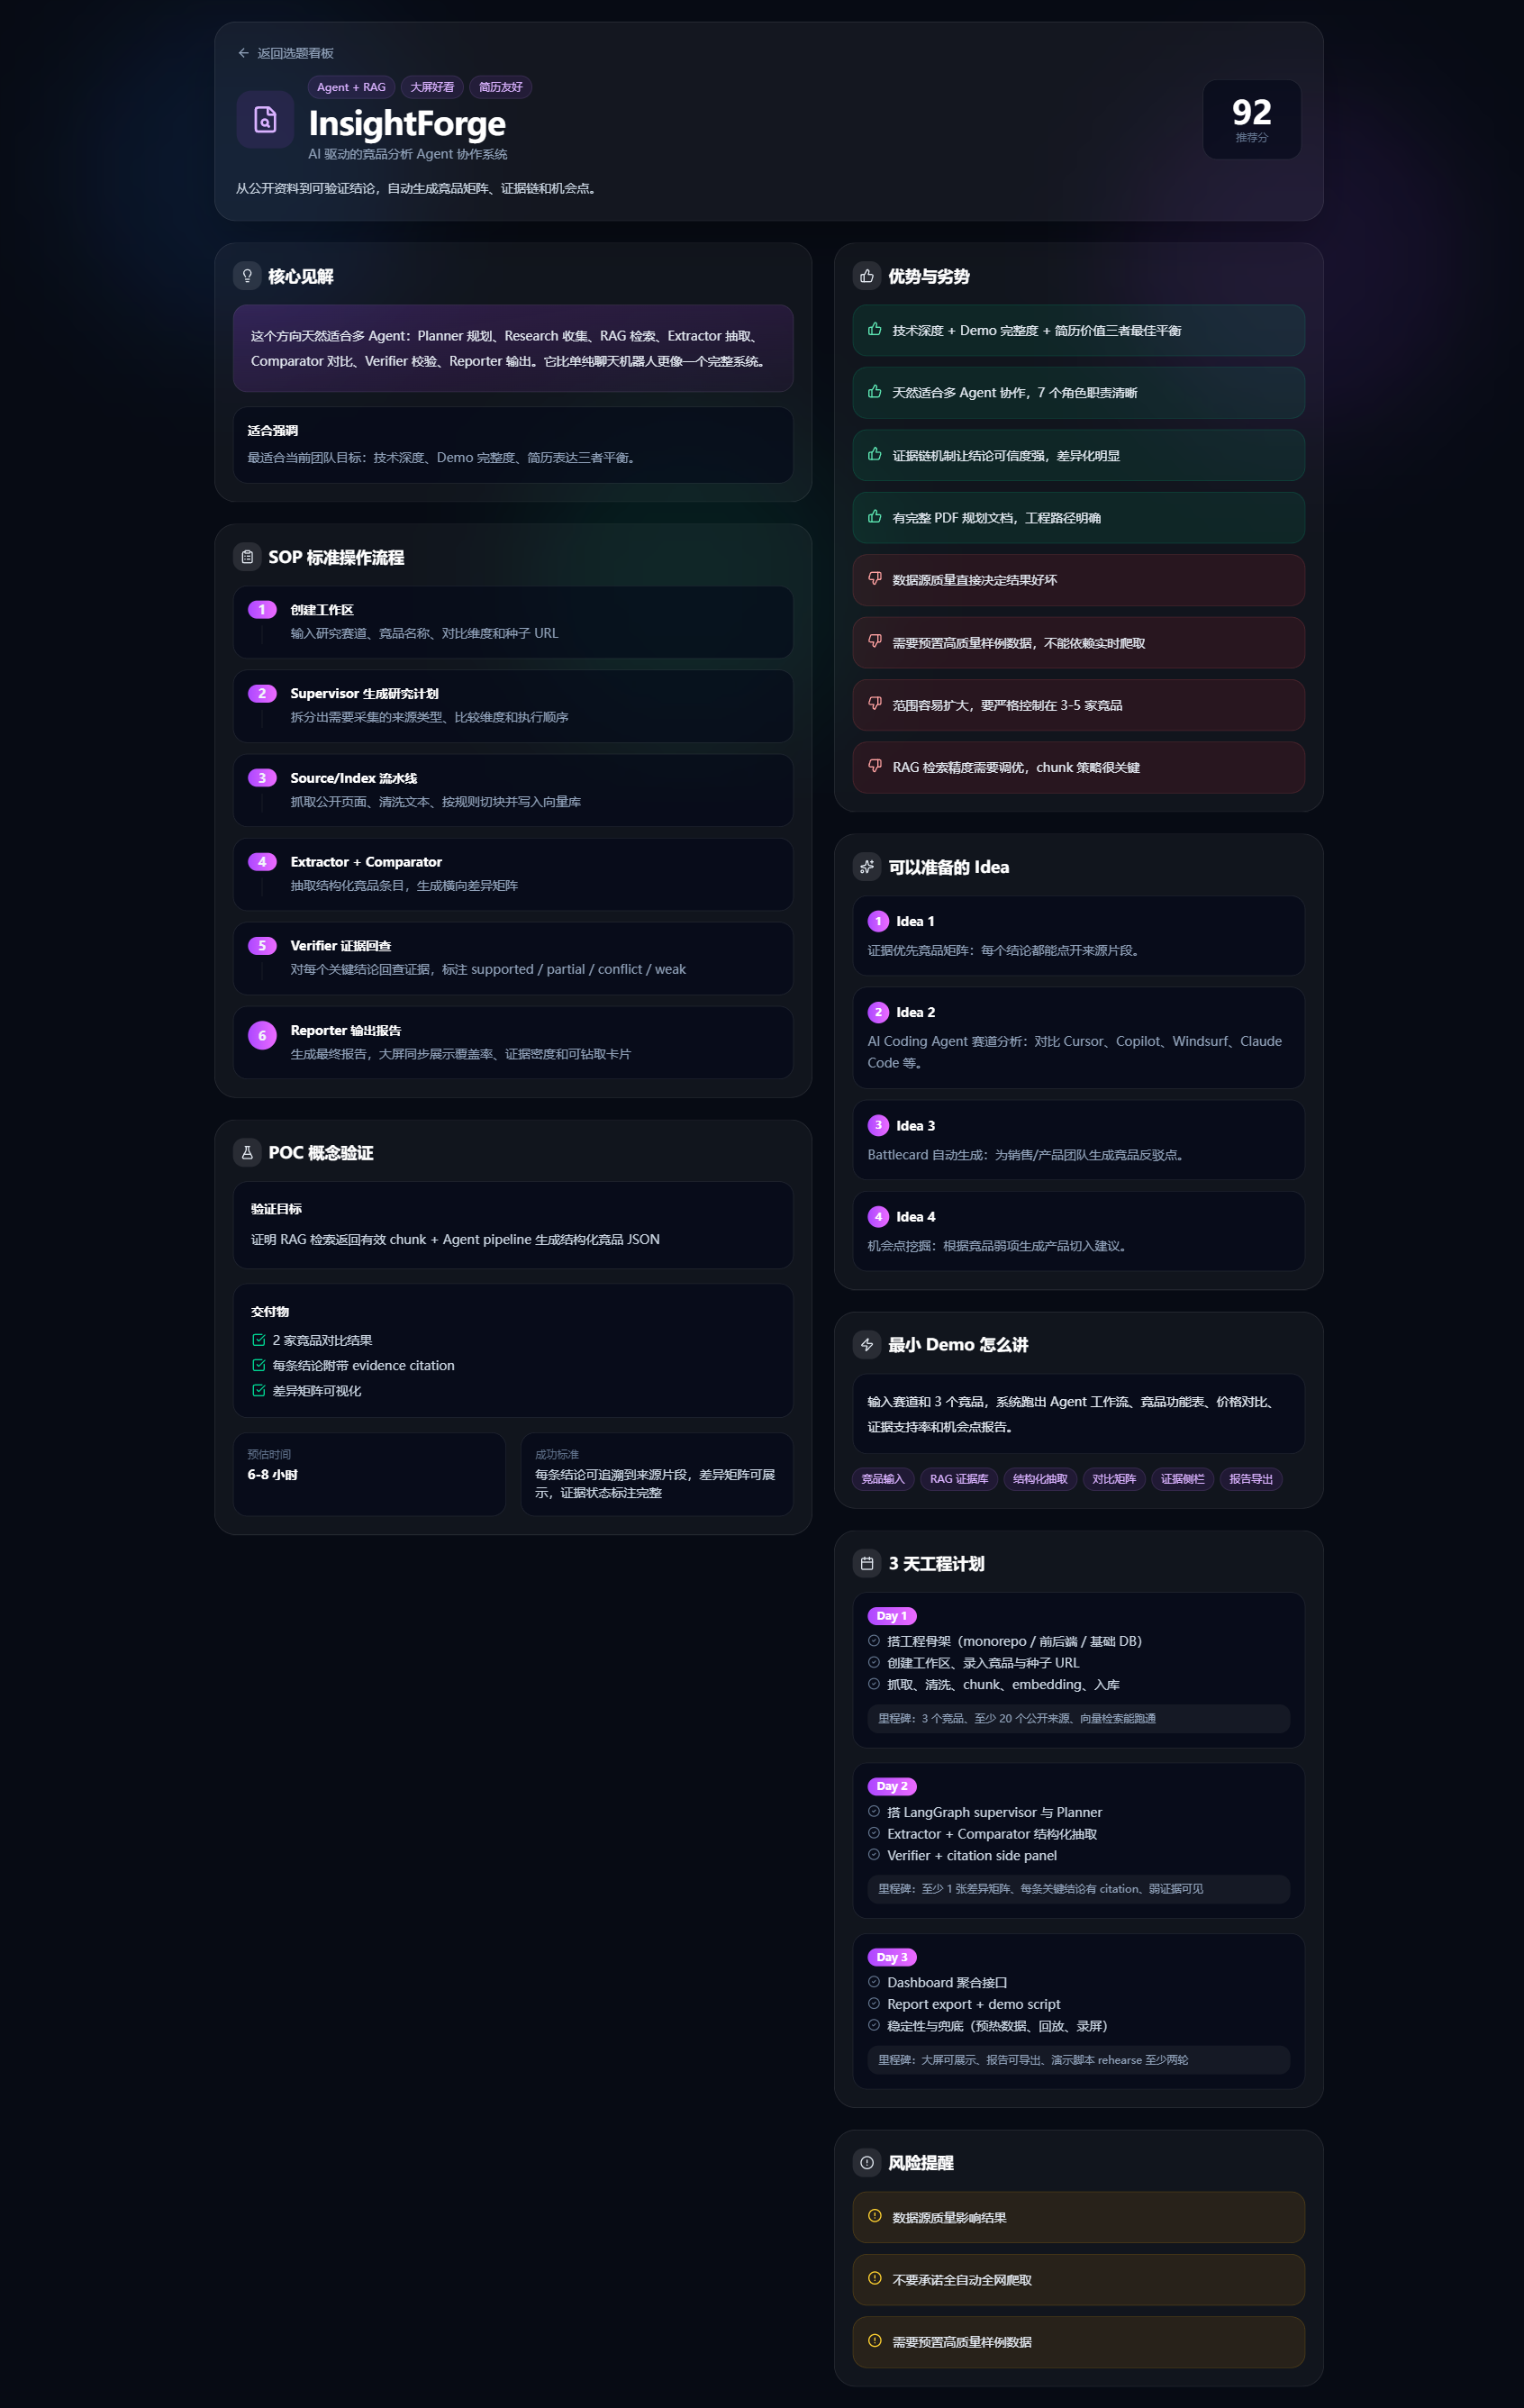 返回选题看板
Agent + RAG
大屏好看
简历友好
InsightForge
AI 驱动的竞品分析 Agent 协作系统
92
推荐分
从公开资料到可验证结论，自动生成竞品矩阵、证据链和机会点。
核心见解
这个方向天然适合多 Agent：Planner 规划、Research 收集、RAG 检索、Extractor 抽取、
Comparator 对比、Verifier 校验、Reporter 输出。它比单纯聊天机器人更像一个完整系统。
适合强调
最适合当前团队目标：技术深度、Demo 完整度、简历表达三者平衡。
SOP 标准操作流程
1
创建工作区
输入研究赛道、竞品名称、对比维度和种子 URL
2
Supervisor 生成研究计划
拆分出需要采集的来源类型、比较维度和执行顺序
3
Source/Index 流水线
抓取公开页面、清洗文本、按规则切块并写入向量库
4
Extractor + Comparator
抽取结构化竞品条目，生成横向差异矩阵
5
Verifier 证据回查
对每个关键结论回查证据，标注 supported / partial / conflict / weak
6
Reporter 输出报告
生成最终报告，大屏同步展示覆盖率、证据密度和可钻取卡片
POC 概念验证
验证目标
证明 RAG 检索返回有效 chunk + Agent pipeline 生成结构化竞品 JSON
交付物
2 家竞品对比结果
每条结论附带 evidence citation
差异矩阵可视化
预估时间
6-8 小时
成功标准
每条结论可追溯到来源片段，差异矩阵可展
示，证据状态标注完整
优势与劣势
技术深度 + Demo 完整度 + 简历价值三者最佳平衡
天然适合多 Agent 协作，7 个角色职责清晰
证据链机制让结论可信度强，差异化明显
有完整 PDF 规划文档，工程路径明确
数据源质量直接决定结果好坏
需要预置高质量样例数据，不能依赖实时爬取
范围容易扩大，要严格控制在 3-5 家竞品
RAG 检索精度需要调优，chunk 策略很关键
可以准备的 Idea
1
Idea 1
证据优先竞品矩阵：每个结论都能点开来源片段。
2
Idea 2
AI Coding Agent 赛道分析：对比 Cursor、Copilot、Windsurf、Claude
Code 等。
3
Idea 3
Battlecard 自动生成：为销售/产品团队生成竞品反驳点。
4
Idea 4
机会点挖掘：根据竞品弱项生成产品切入建议。
最小 Demo 怎么讲
输入赛道和 3 个竞品，系统跑出 Agent 工作流、竞品功能表、价格对比、
证据支持率和机会点报告。
竞品输入
RAG 证据库
结构化抽取
对比矩阵
证据侧栏
报告导出
3 天工程计划
Day 1
搭工程骨架（monorepo / 前后端 / 基础 DB）
创建工作区、录入竞品与种子 URL
抓取、清洗、chunk、embedding、入库
里程碑：3 个竞品、至少 20 个公开来源、向量检索能跑通
Day 2
搭 LangGraph supervisor 与 Planner
Extractor + Comparator 结构化抽取
Verifier + citation side panel
里程碑：至少 1 张差异矩阵、每条关键结论有 citation、弱证据可见
Day 3
Dashboard 聚合接口
Report export + demo script
稳定性与兜底（预热数据、回放、录屏）
里程碑：大屏可展示、报告可导出、演示脚本 rehearse 至少两轮
风险提醒
数据源质量影响结果
不要承诺全自动全网爬取
需要预置高质量样例数据